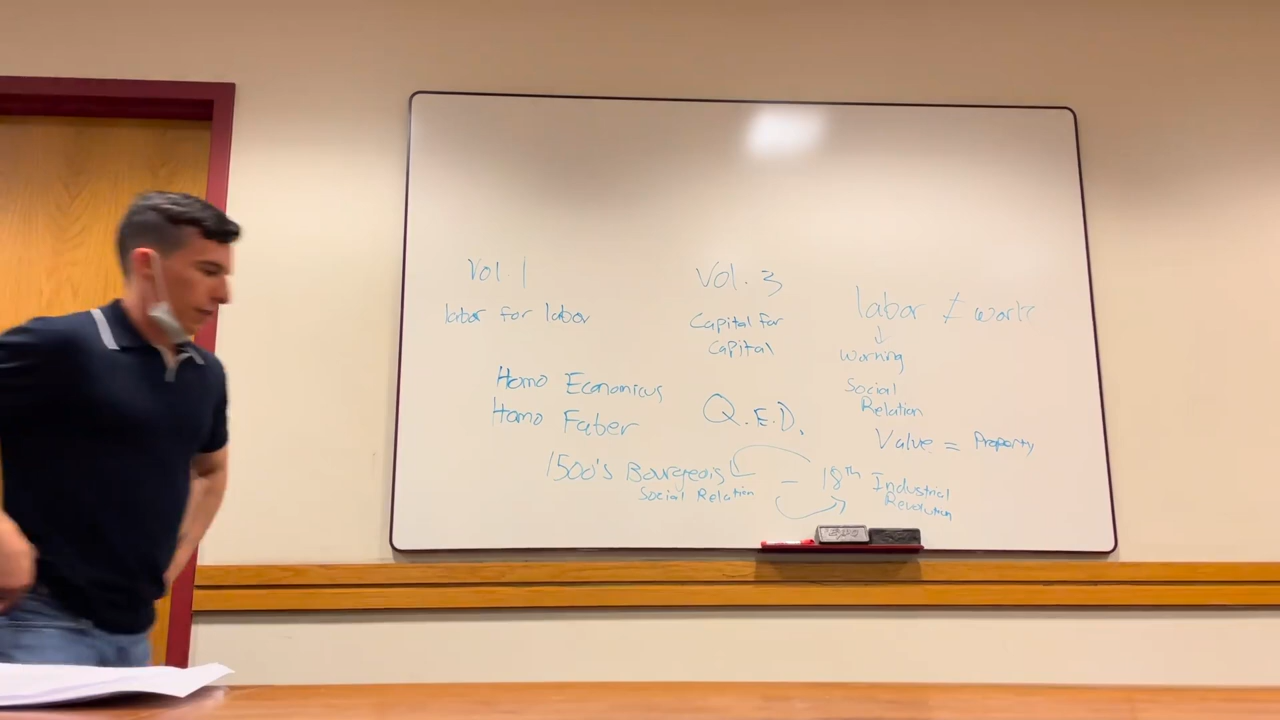 Vol. 1
labor for labor
Homo Economicus
Homo Faber
Vol. 3
Capital for
Capital
Q.E.D.
labor ≠ work
↓
Working
Social
Relation
Value = Property
1500's Bourgeois – 18th Industrial
Social Relation
Revolution